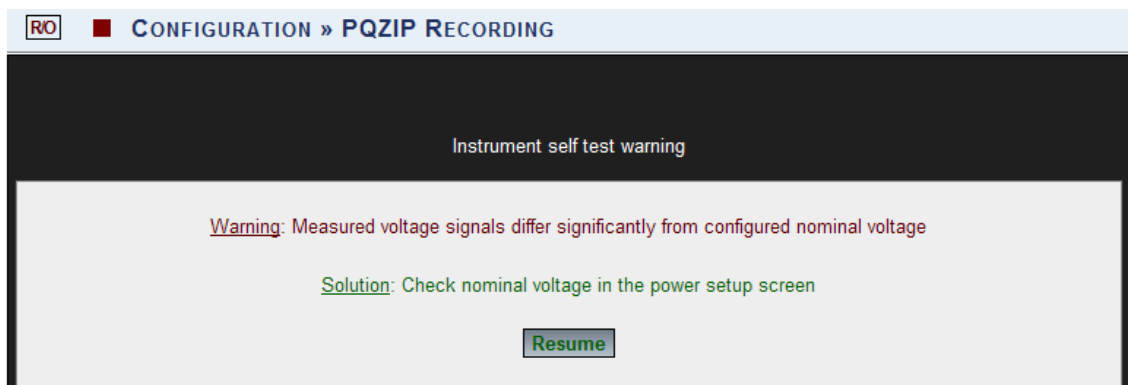 R/O CONFIGURATION » PQZIP RECORDING
Instrument self test warning
Warning: Measured voltage signals differ significantly from configured nominal voltage
Solution: Check nominal voltage in the power setup screen
Resume